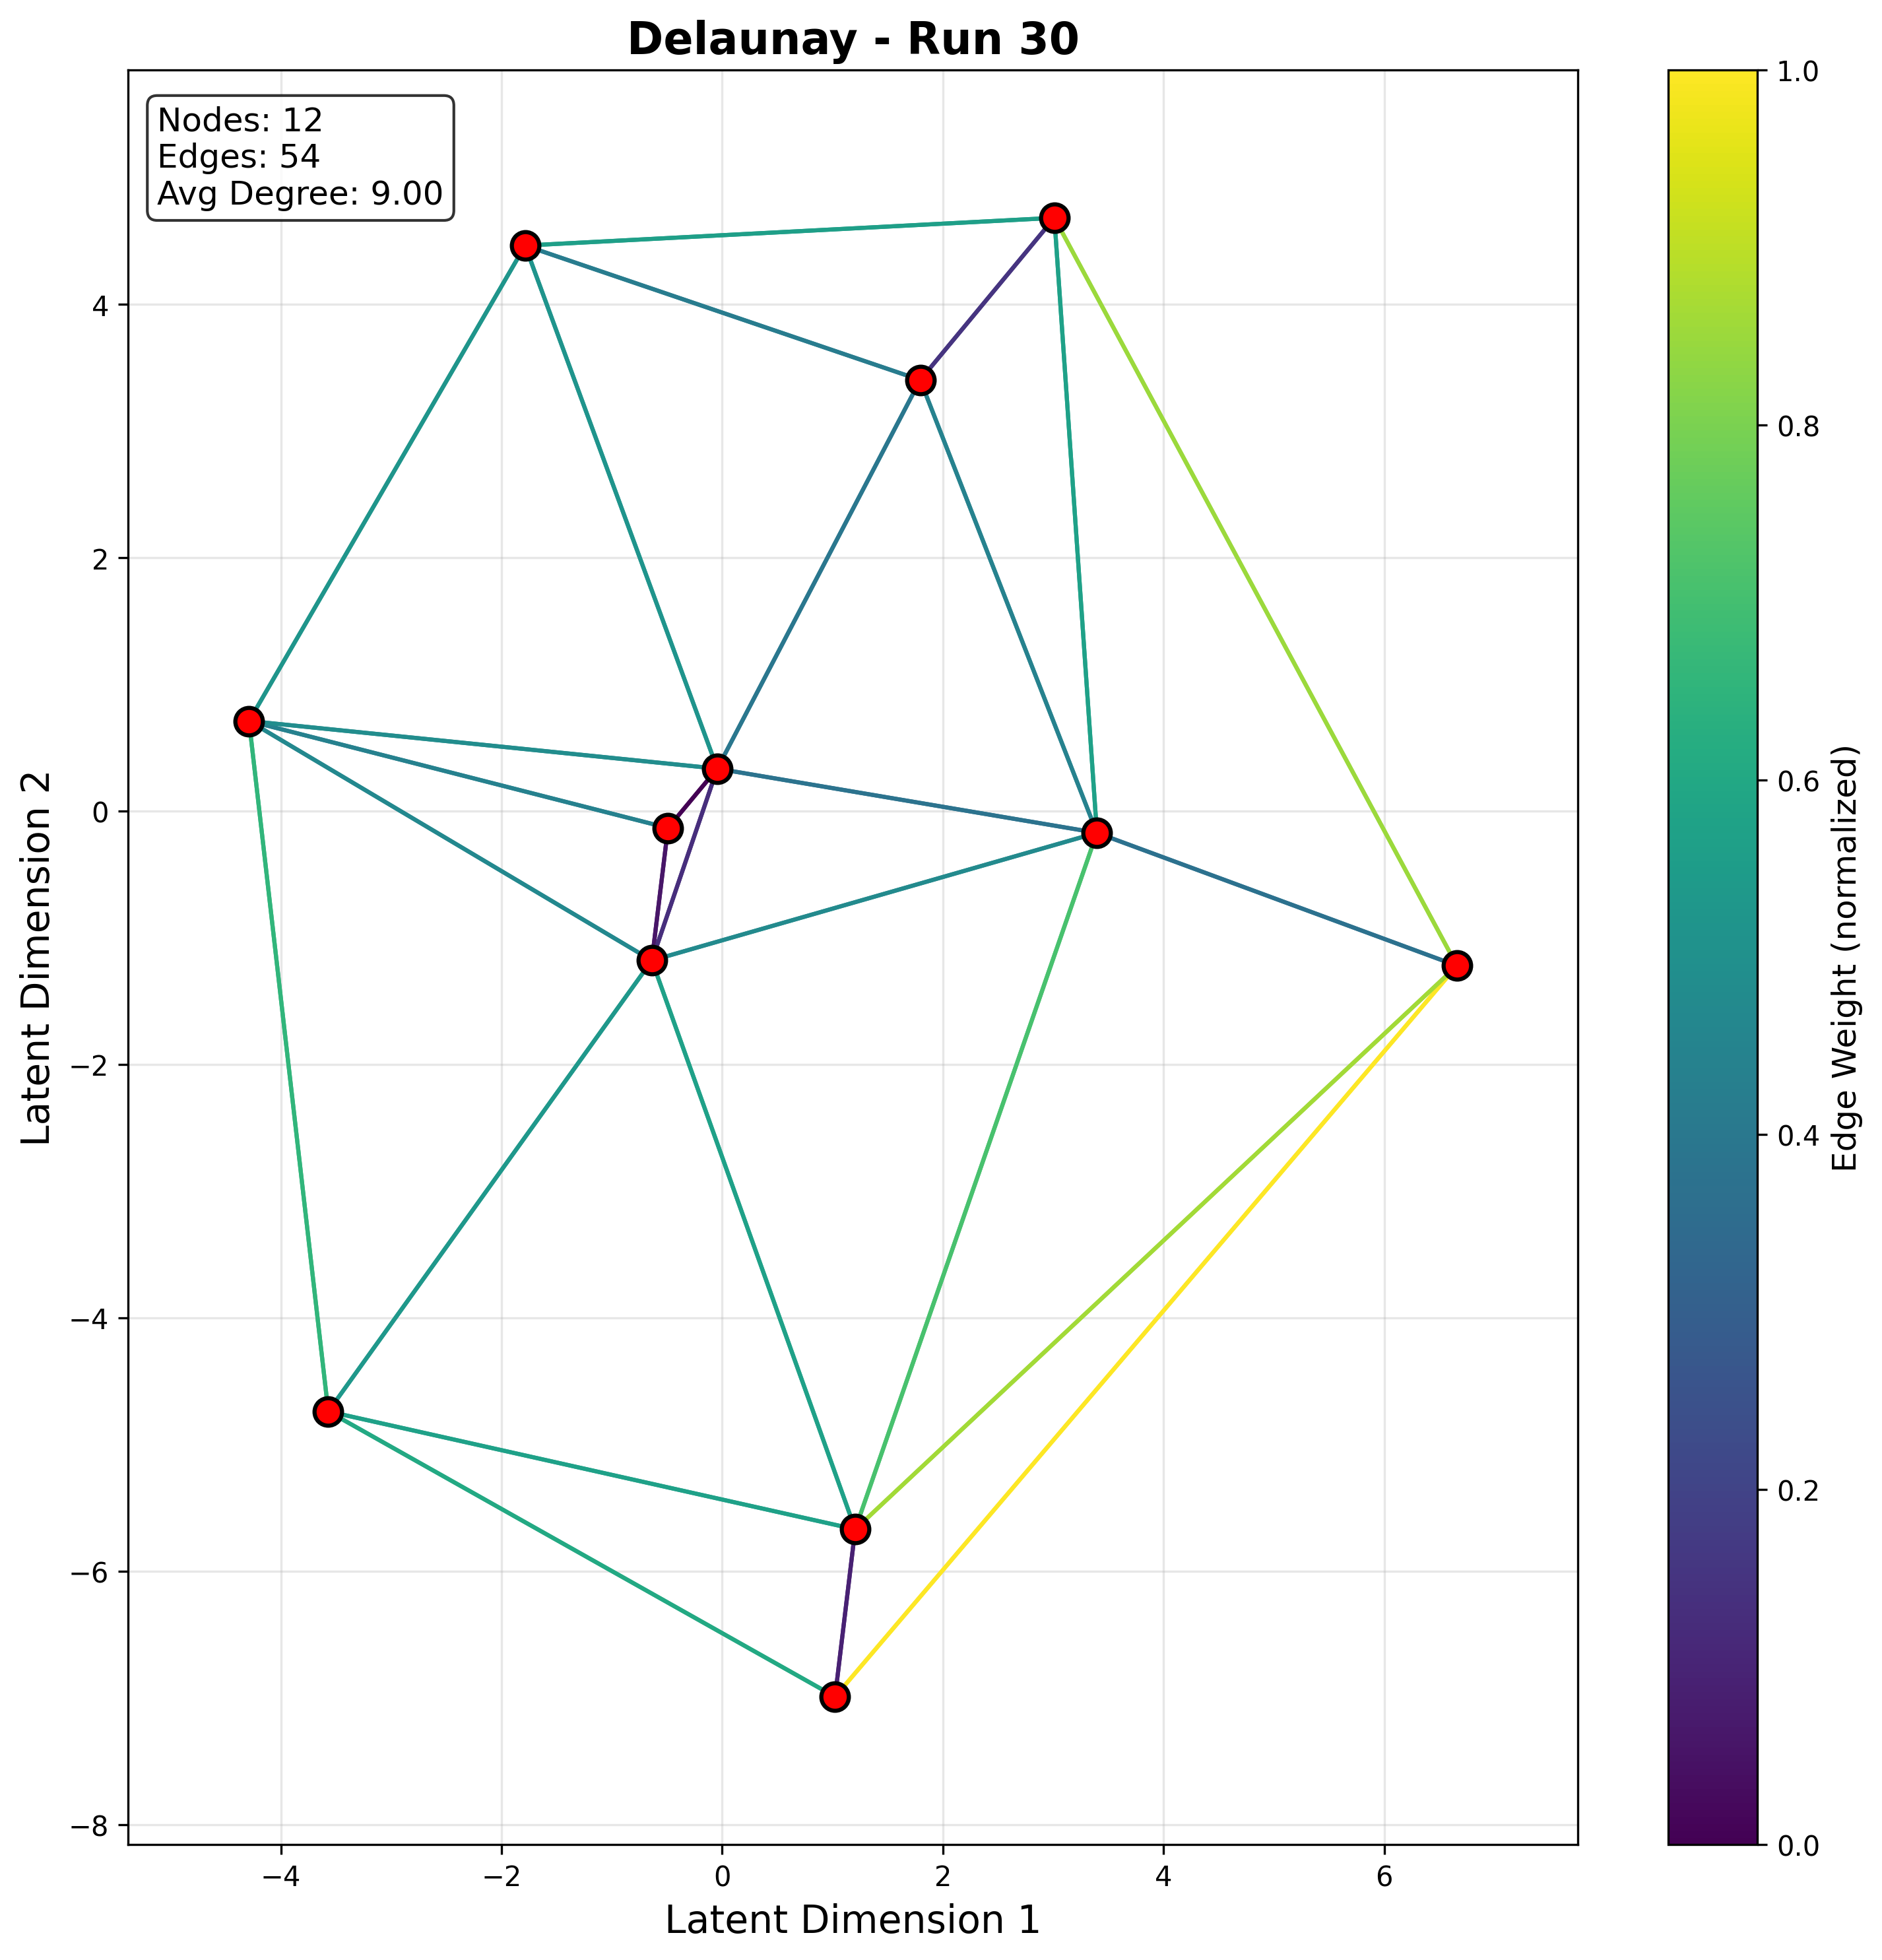 Delaunay - Run 30
Nodes: 12
Edges: 54
Avg Degree: 9.00
4
2
0
−2
−4
−6
−8
−4
−2
0
2
4
6
Latent Dimension 1
Latent Dimension 2
1.0
0.8
0.6
0.4
0.2
0.0
Edge Weight (normalized)